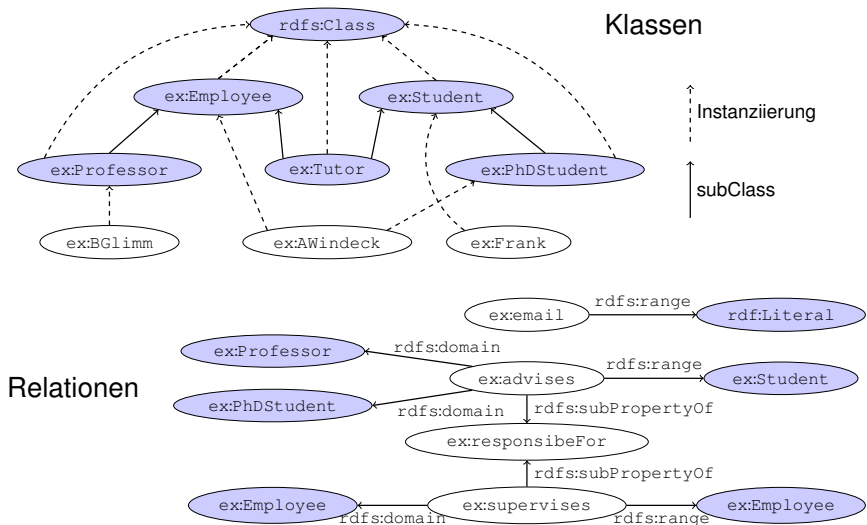 rdfs:Class
Klassen
ex:Employee
ex:Student
Instanziierung
ex:Professor
ex:Tutor
ex:PhDStudent
subClass
ex:BGlimm
ex:AWindeck
ex:Frank
rdfs:range
ex:email
rdf:Literal
ex:Professor
rdfs:domain
rdfs:range
ex:advises
ex:Student
Relationen
ex:PhDStudent
rdfs:domain
rdfs:subPropertyOf
ex:responsibeFor
rdfs:subPropertyOf
ex:Employee
rdfs:domain
ex:supervises
rdfs:range
ex:Employee